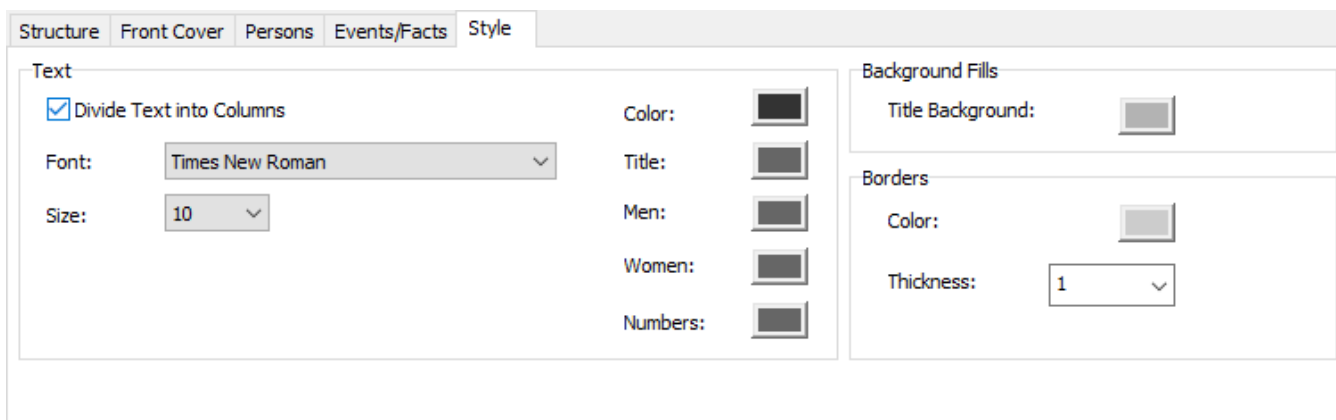 Structure Front Cover Persons Events/Facts Style
Text
Divide Text into Columns
Font: Times New Roman
Size: 10
Color:
Title:
Men:
Women:
Numbers:
Background Fills
Title Background:
Borders
Color:
Thickness: 1